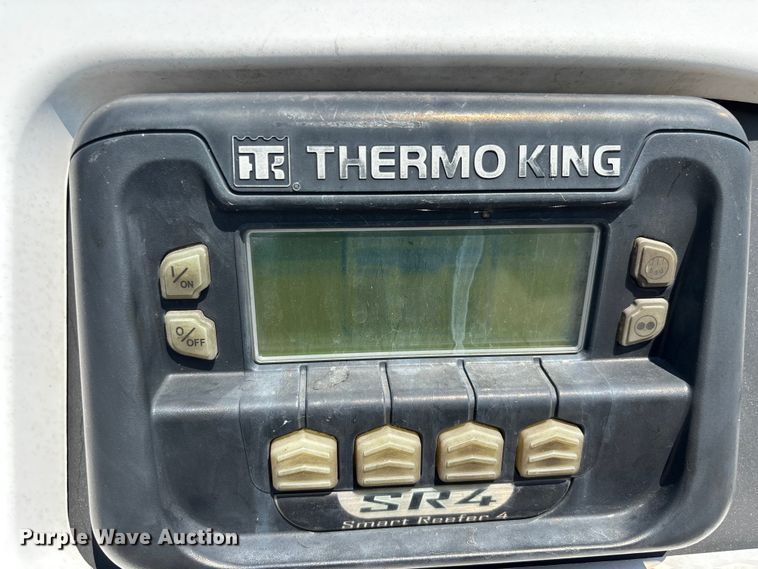 TK ® THERMO KING
I/ON
O/OFF
SR4
Smart Reefer 4
Purple Wave Auction